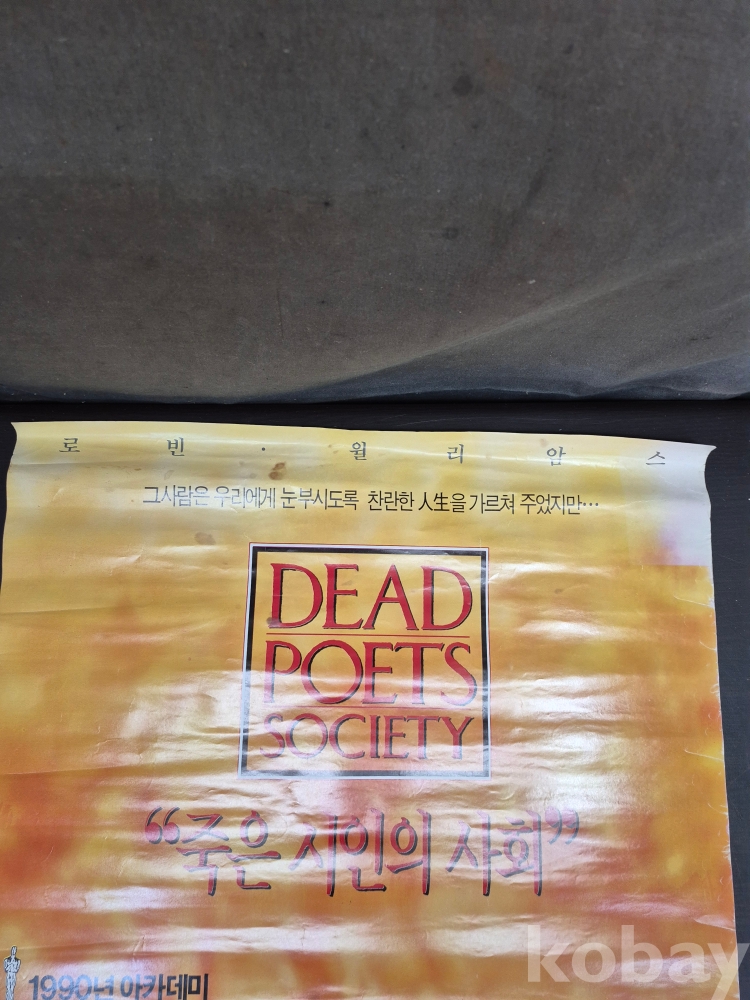 로 빈 · 윌 리 암 스
그사람은 우리에게 눈부시도록 찬란한 人生을 가르쳐 주었지만…
DEAD
POETS
SOCIETY
“죽은 시인의 사회”
1990년 아카데미
kobay